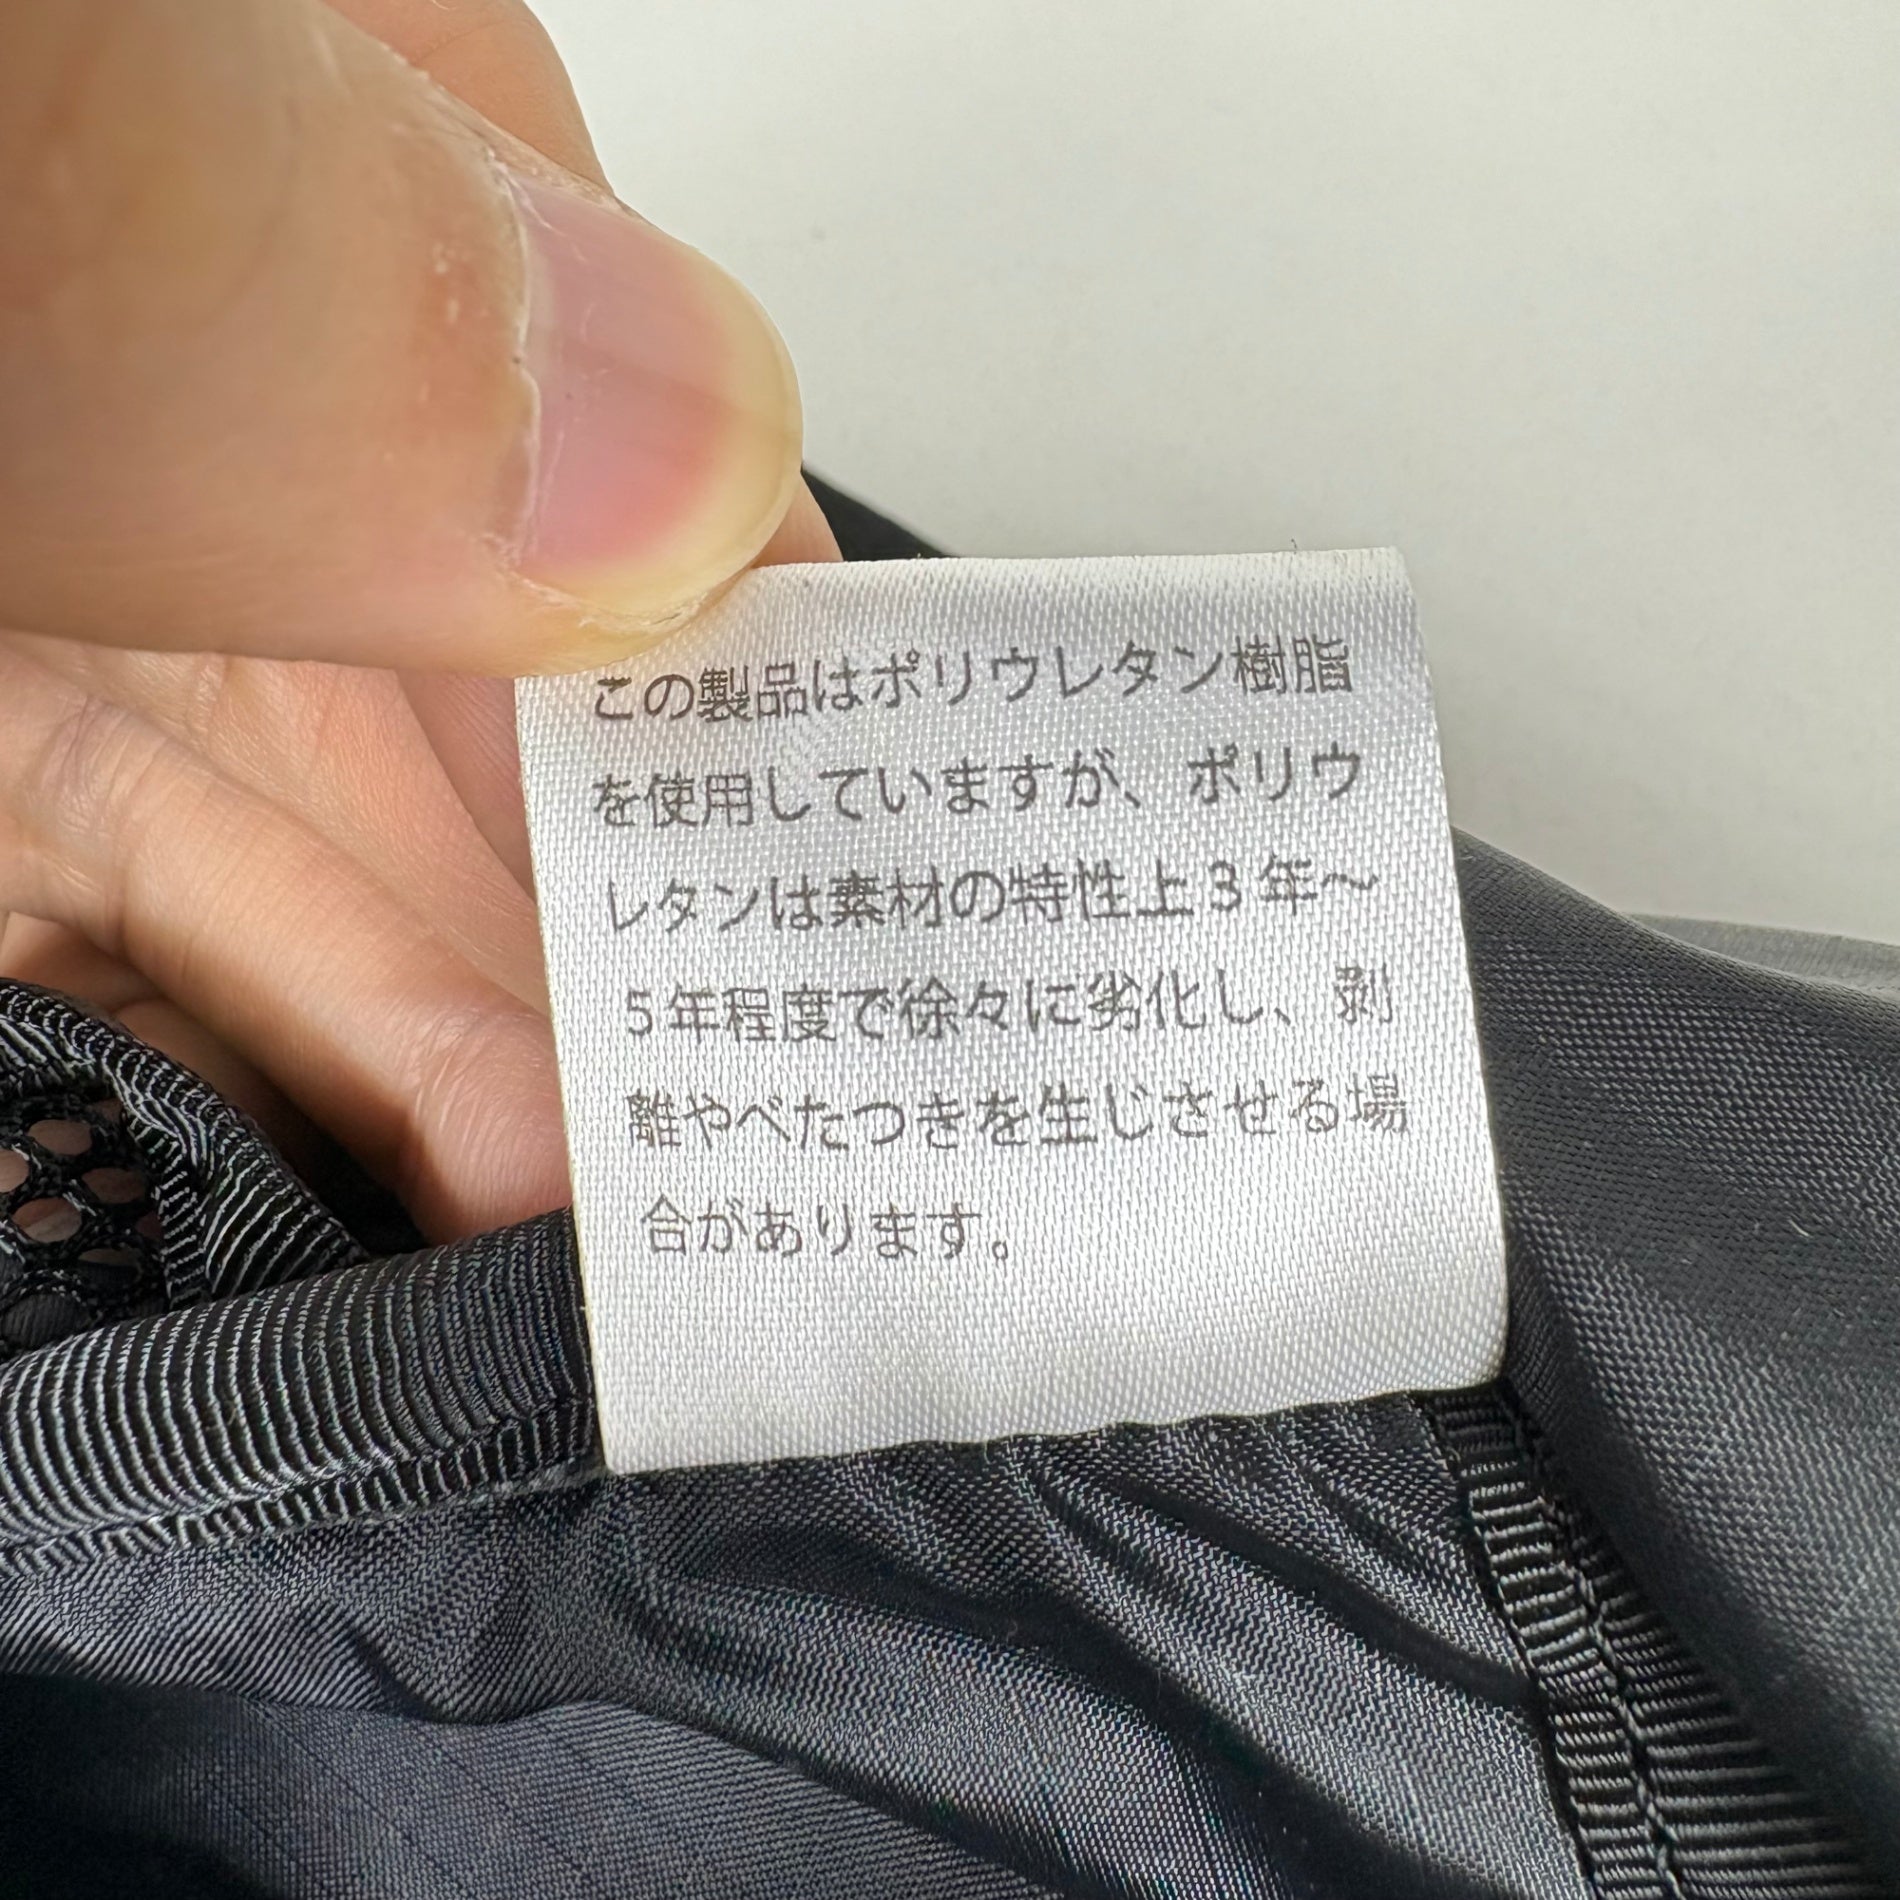 この製品はポリウレタン樹脂
を使用していますが、ポリウ
レタンは素材の特性上3年～
5年程度で徐々に劣化し、剥
離やべたつきを生じさせる場
合があります。